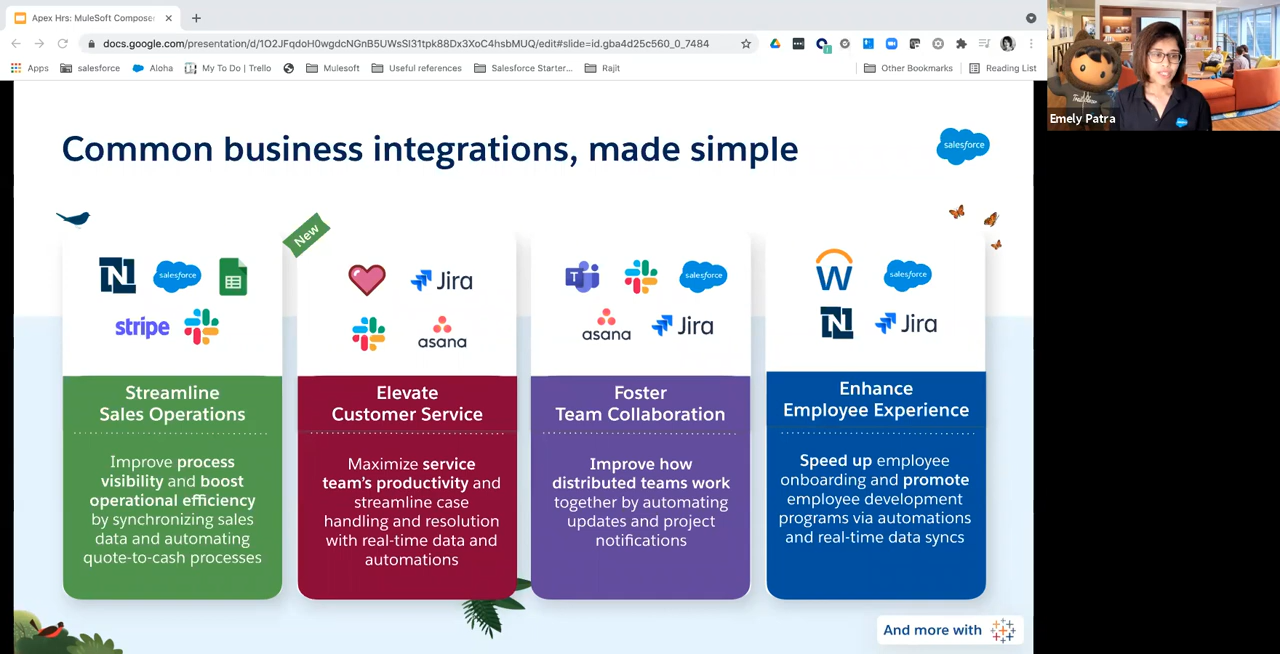 Apex Hrs: MuleSoft Composer
docs.google.com/presentation/d/1O2JFqdoH0wgdcNGnB5UWsSl31tpk88Dx3XoC4hsbMUQ/edit#slide=id.gba4d25c560_0_7484
Apps
salesforce
Aloha
My To Do | Trello
Mulesoft
Useful references
Salesforce Starter...
Rajit
Other Bookmarks
Reading List
Emely Patra
Common business integrations, made simple
salesforce
New
N
salesforce
stripe
Streamline
Sales Operations
Improve process
visibility and boost
operational efficiency
by synchronizing sales
data and automating
quote-to-cash processes
Jira
asana
Elevate
Customer Service
Maximize service
team's productivity and
streamline case
handling and resolution
with real-time data and
automations
T
salesforce
asana
Jira
Foster
Team Collaboration
Improve how
distributed teams work
together by automating
updates and project
notifications
W
salesforce
N
Jira
Enhance
Employee Experience
Speed up employee
onboarding and promote
employee development
programs via automations
and real-time data syncs
And more with